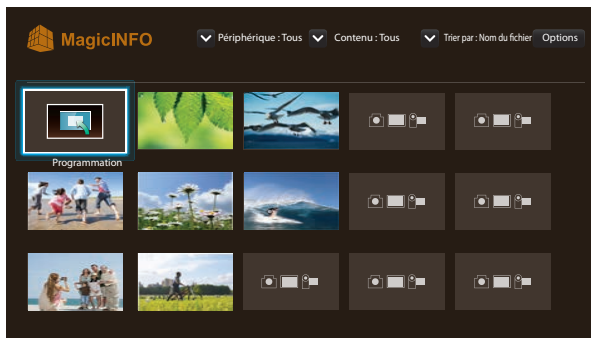 MagicINFO
Périphérique : Tous
Contenu : Tous
Trier par : Nom du fichier
Options
Programmation